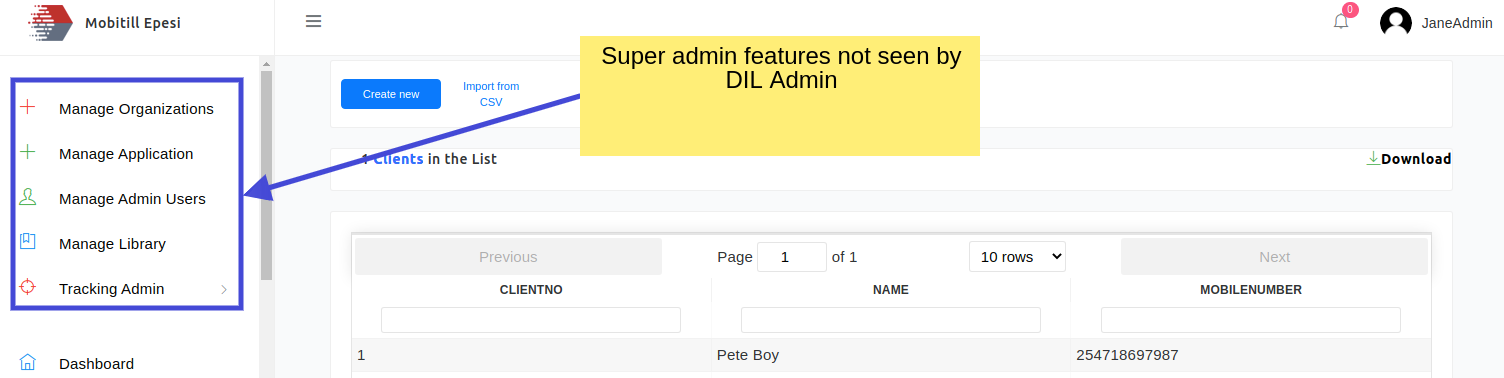 Mobitill Epesi
0
JaneAdmin
Super admin features not seen by
DIL Admin
Manage Organizations
Manage Application
Manage Admin Users
Manage Library
Tracking Admin
Dashboard
Create new
Import from
CSV
1 Clients in the List
Download
Previous
Page 1 of 1
10 rows
Next
CLIENTNO NAME MOBILENUMBER
1 Pete Boy 254718697987